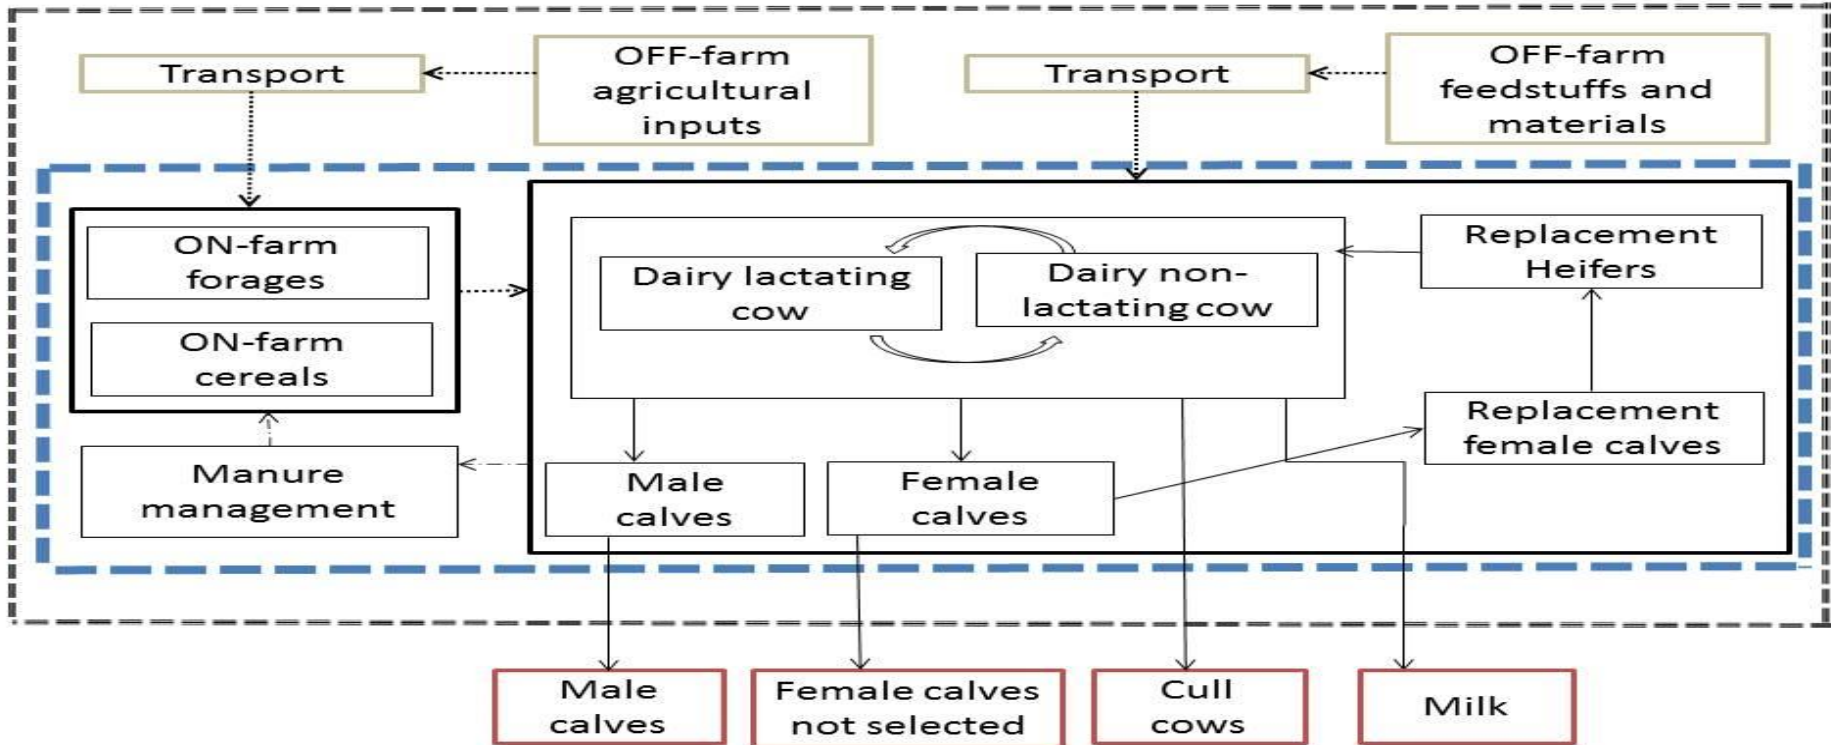 Transport
OFF-farm
agricultural
inputs
Transport
OFF-farm
feedstuffs and
materials
ON-farm
forages
ON-farm
cereals
Manure
management
Dairy lactating
cow
Dairy non-
lactating cow
Replacement
Heifers
Replacement
female calves
Male
calves
Female
calves
Male
calves
Female calves
not selected
Cull
cows
Milk